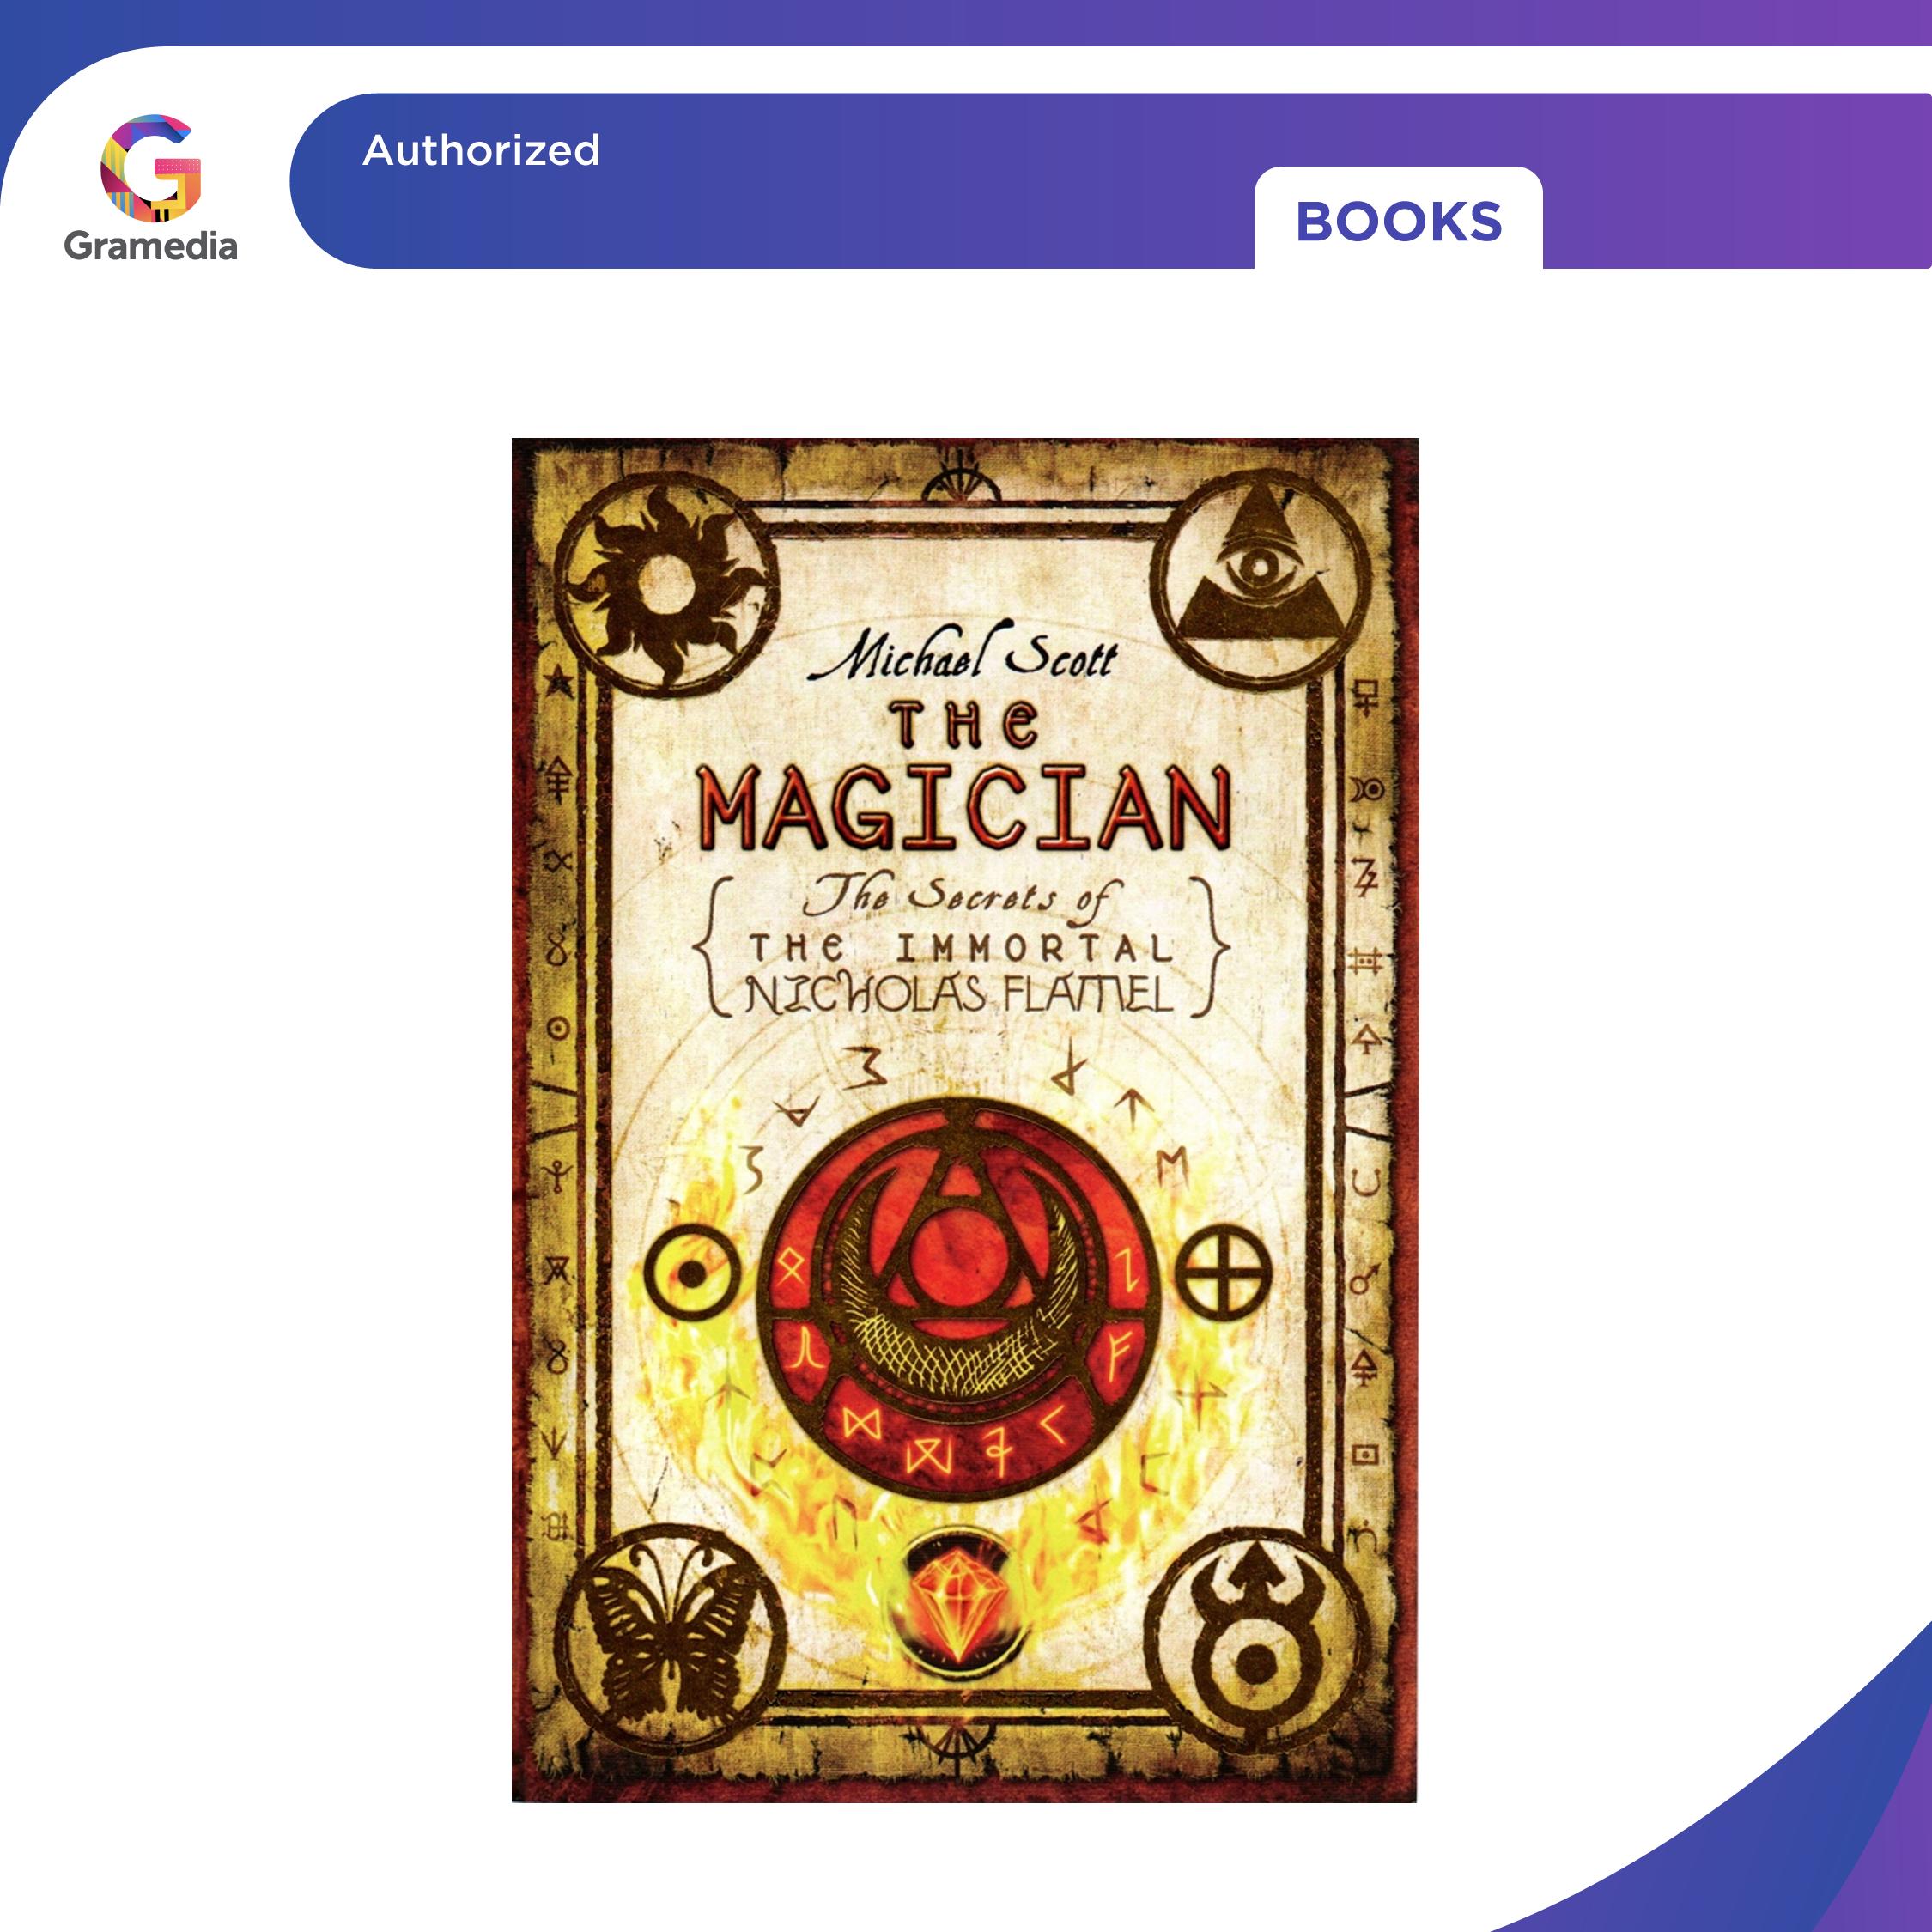 Authorized
Gramedia
BOOKS
Michael Scott
THe
MAGICIAN
The Secrets of
THe IMMORTAL
NICHOLAS FLAMEL